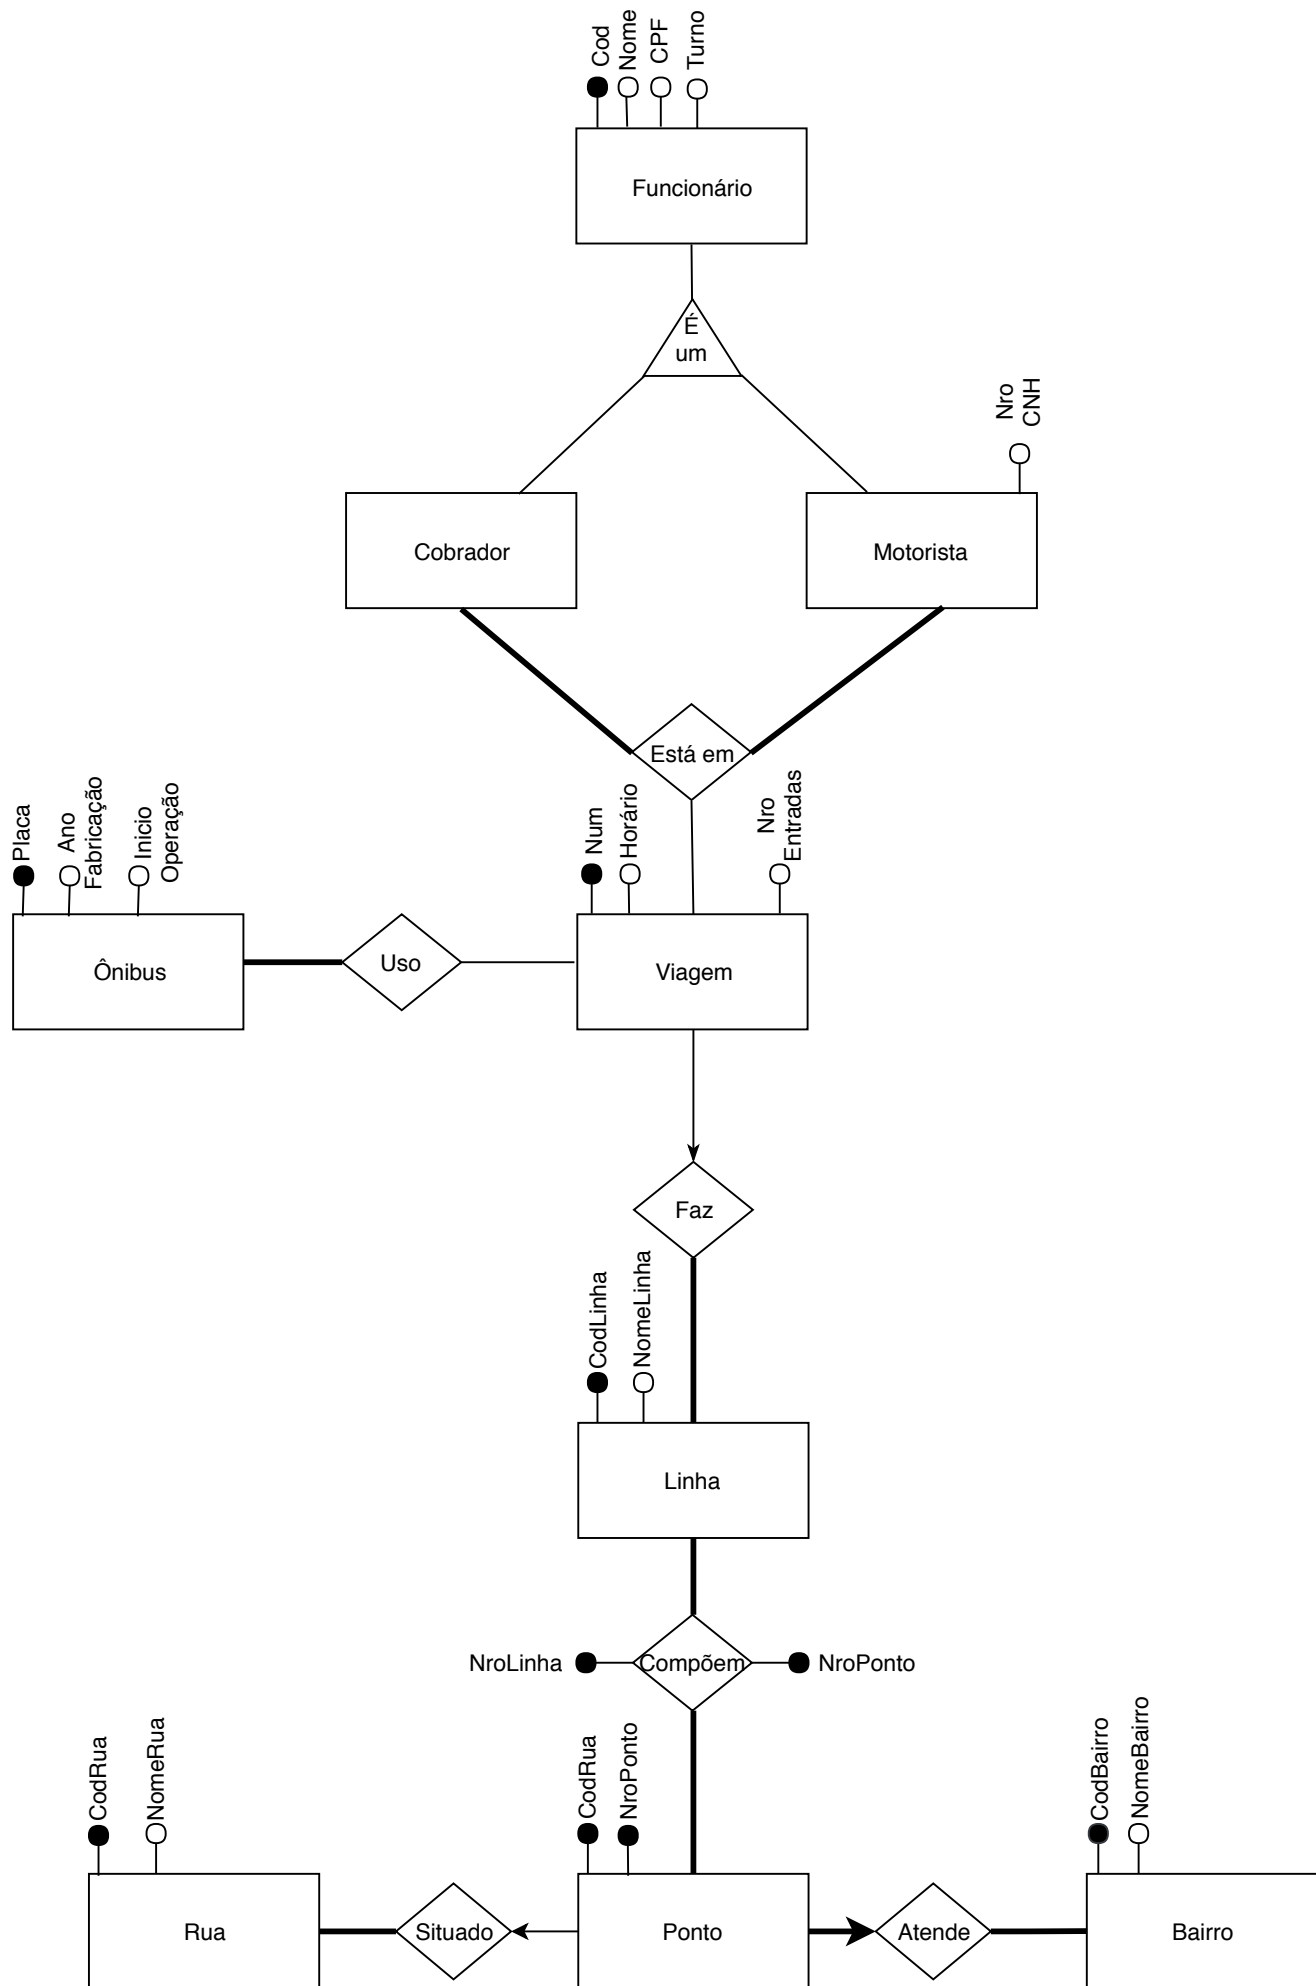 Cod
Nome
CPF
Turno
Funcionário
É
um
Nro
CNH
Cobrador
Motorista
Está em
Placa
Ano
Fabricação
Inicio
Operação
Num
Horário
Nro
Entradas
Ônibus
Uso
Viagem
Faz
CodLinha
NomeLinha
Linha
NroLinha
Compõem
NroPonto
CodRua
NomeRua
CodRua
NroPonto
CodBairro
NomeBairro
Rua
Situado
Ponto
Atende
Bairro